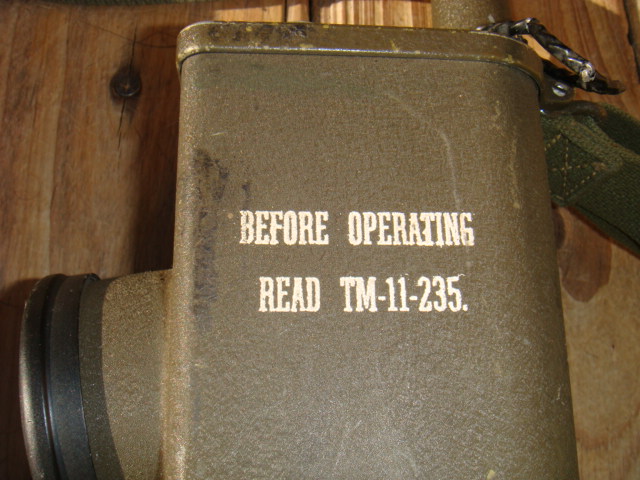 BEFORE OPERATING
READ TM-11-235.